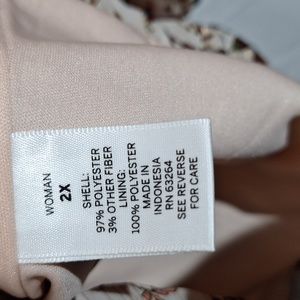 WOMAN
2X
SHELL:
97% POLYESTER
3% OTHER FIBER
LINING:
100% POLYESTER
MADE IN
INDONESIA
RN 63264
SEE REVERSE
FOR CARE